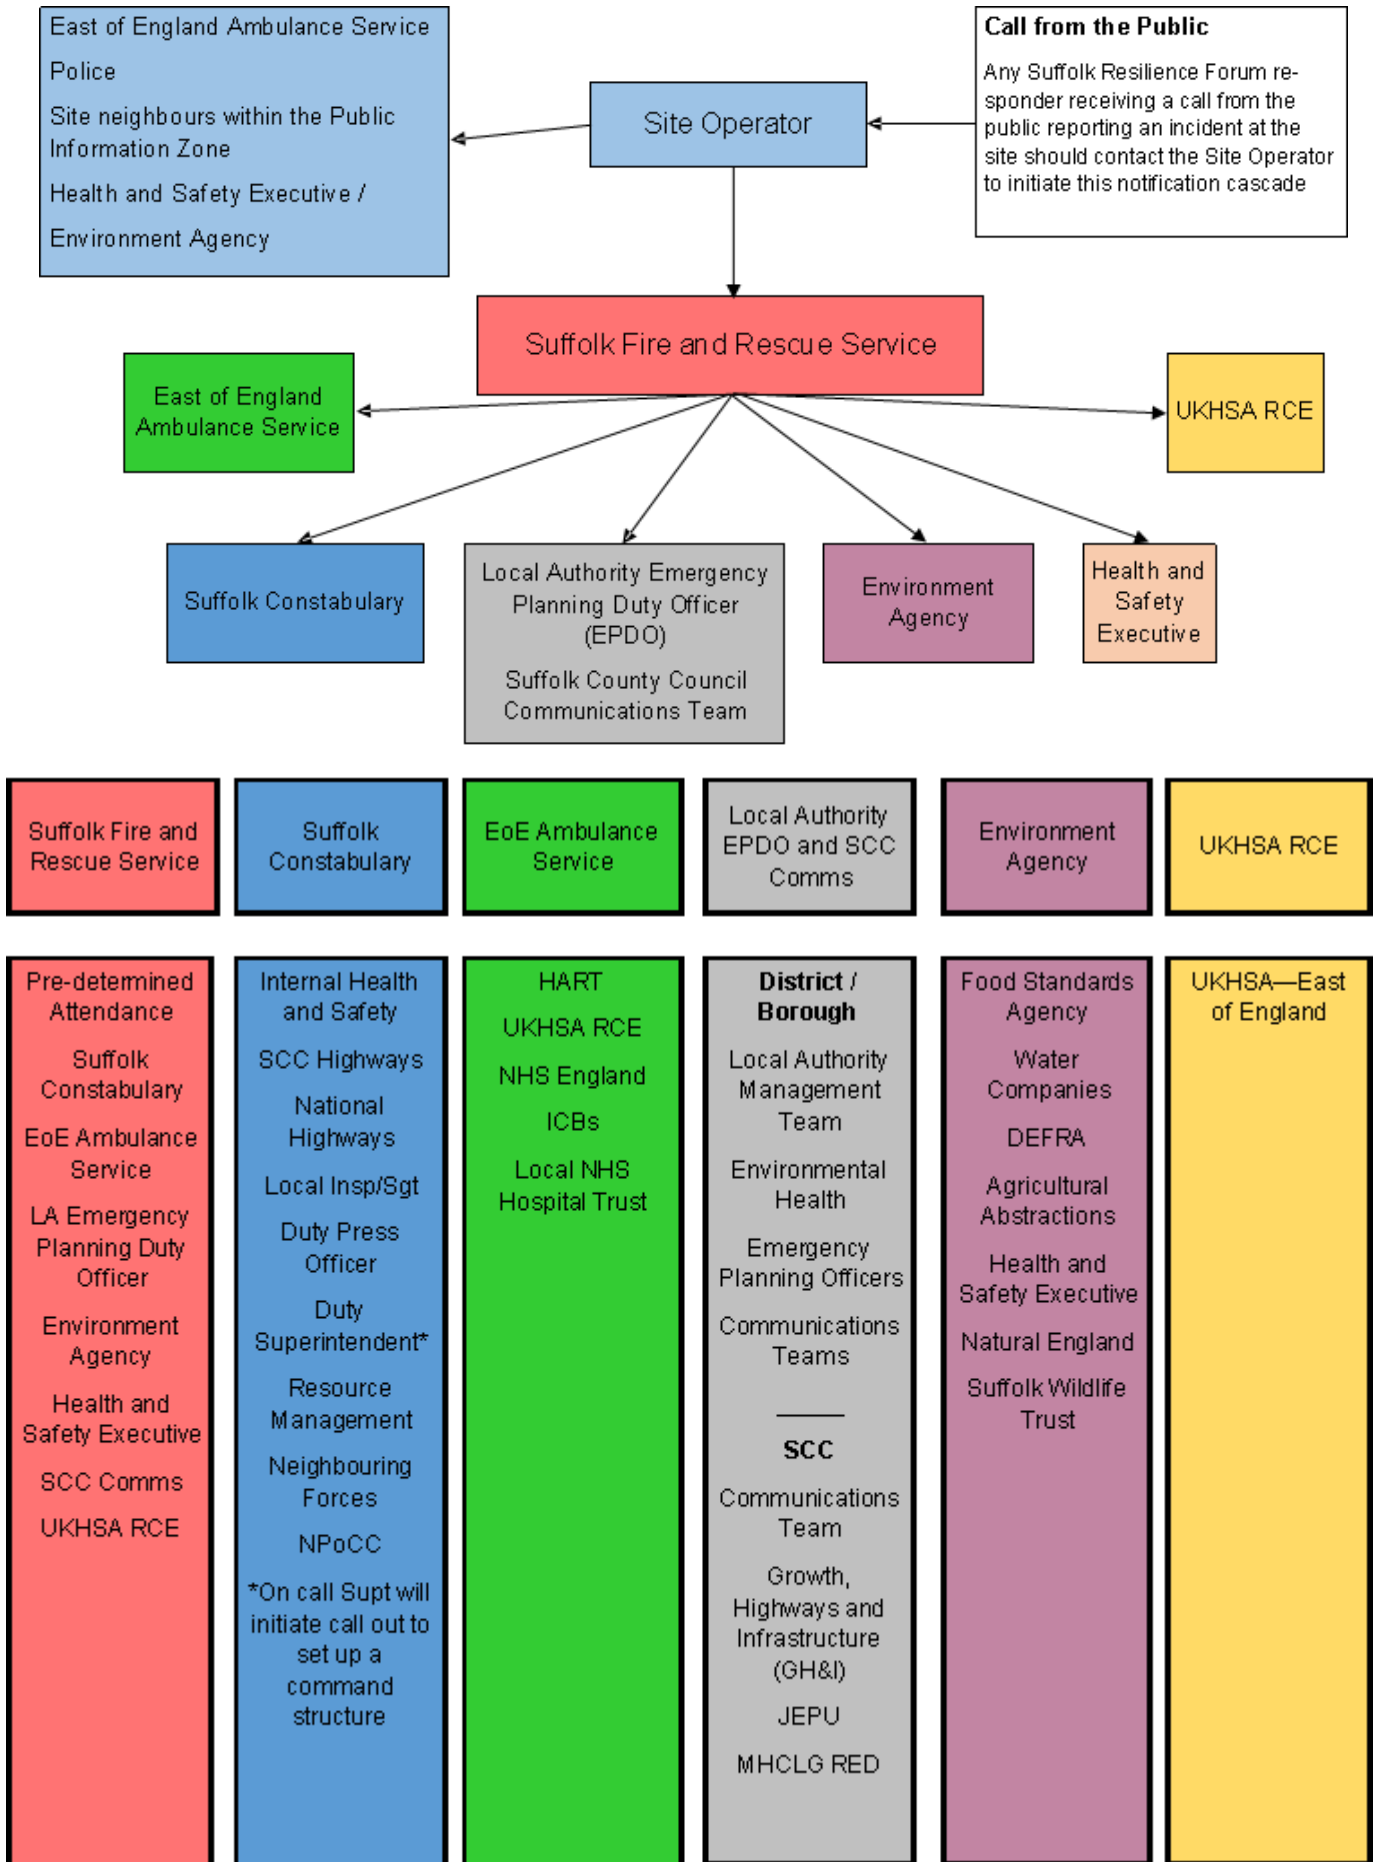 East of England Ambulance Service
Police
Site neighbours within the Public
Information Zone
Health and Safety Executive /
Environment Agency
Site Operator
Call from the Public
Any Suffolk Resilience Forum re-
sponder receiving a call from the
public reporting an incident at the
site should contact the Site Operator
to initiate this notification cascade
Suffolk Fire and Rescue Service
East of England
Ambulance Service
UKHSA RCE
Suffolk Constabulary
Local Authority Emergency
Planning Duty Officer
(EPDO)
Suffolk County Council
Communications Team
Environment
Agency
Health and
Safety
Executive
Suffolk Fire and
Rescue Service
Suffolk
Constabulary
EoE Ambulance
Service
Local Authority
EPDO and SCC
Comms
Environment
Agency
UKHSA RCE
Pre-determined
Attendance
Suffolk
Constabulary
EoE Ambulance
Service
LA Emergency
Planning Duty
Officer
Environment
Agency
Health and
Safety Executive
SCC Comms
UKHSA RCE
Internal Health
and Safety
SCC Highways
National
Highways
Local Insp/Sgt
Duty Press
Officer
Duty
Superintendent*
Resource
Management
Neighbouring
Forces
NPoCC
*On call Supt will
initiate call out to
set up a
command
structure
HART
UKHSA RCE
NHS England
ICBs
Local NHS
Hospital Trust
District /
Borough
Local Authority
Management
Team
Environmental
Health
Emergency
Planning Officers
Communications
Teams
SCC
Communications
Team
Growth,
Highways and
Infrastructure
(GH&I)
JEPU
MHCLG RED
Food Standards
Agency
Water
Companies
DEFRA
Agricultural
Abstractions
Health and
Safety Executive
Natural England
Suffolk Wildlife
Trust
UKHSA—East
of England